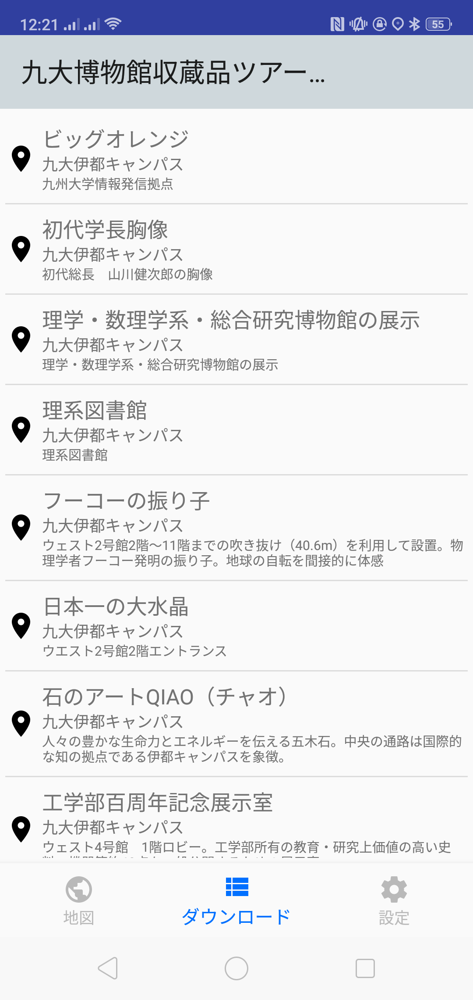 12:21
55
九大博物館収蔵品ツアー...
ビッグオレンジ
九大伊都キャンパス
九州大学情報発信拠点
初代学長胸像
九大伊都キャンパス
初代総長　山川健次郎の胸像
理学・数理学系・総合研究博物館の展示
九大伊都キャンパス
理学・数理学系・総合研究博物館の展示
理系図書館
九大伊都キャンパス
理系図書館
フーコーの振り子
九大伊都キャンパス
ウェスト2号館2階〜11階までの吹き抜け（40.6m）を利用して設置。物
理学者フーコー発明の振り子。地球の自転を間接的に体感
日本一の大水晶
九大伊都キャンパス
ウエスト2号館2階エントランス
石のアートQIAO（チャオ）
九大伊都キャンパス
人々の豊かな生命力とエネルギーを伝える五木石。中央の通路は国際的
な知の拠点である伊都キャンパスを象徴。
工学部百周年記念展示室
九大伊都キャンパス
ウェスト4号館　1階ロビー。工学部所有の教育・研究上価値の高い史
地図
ダウンロード
設定